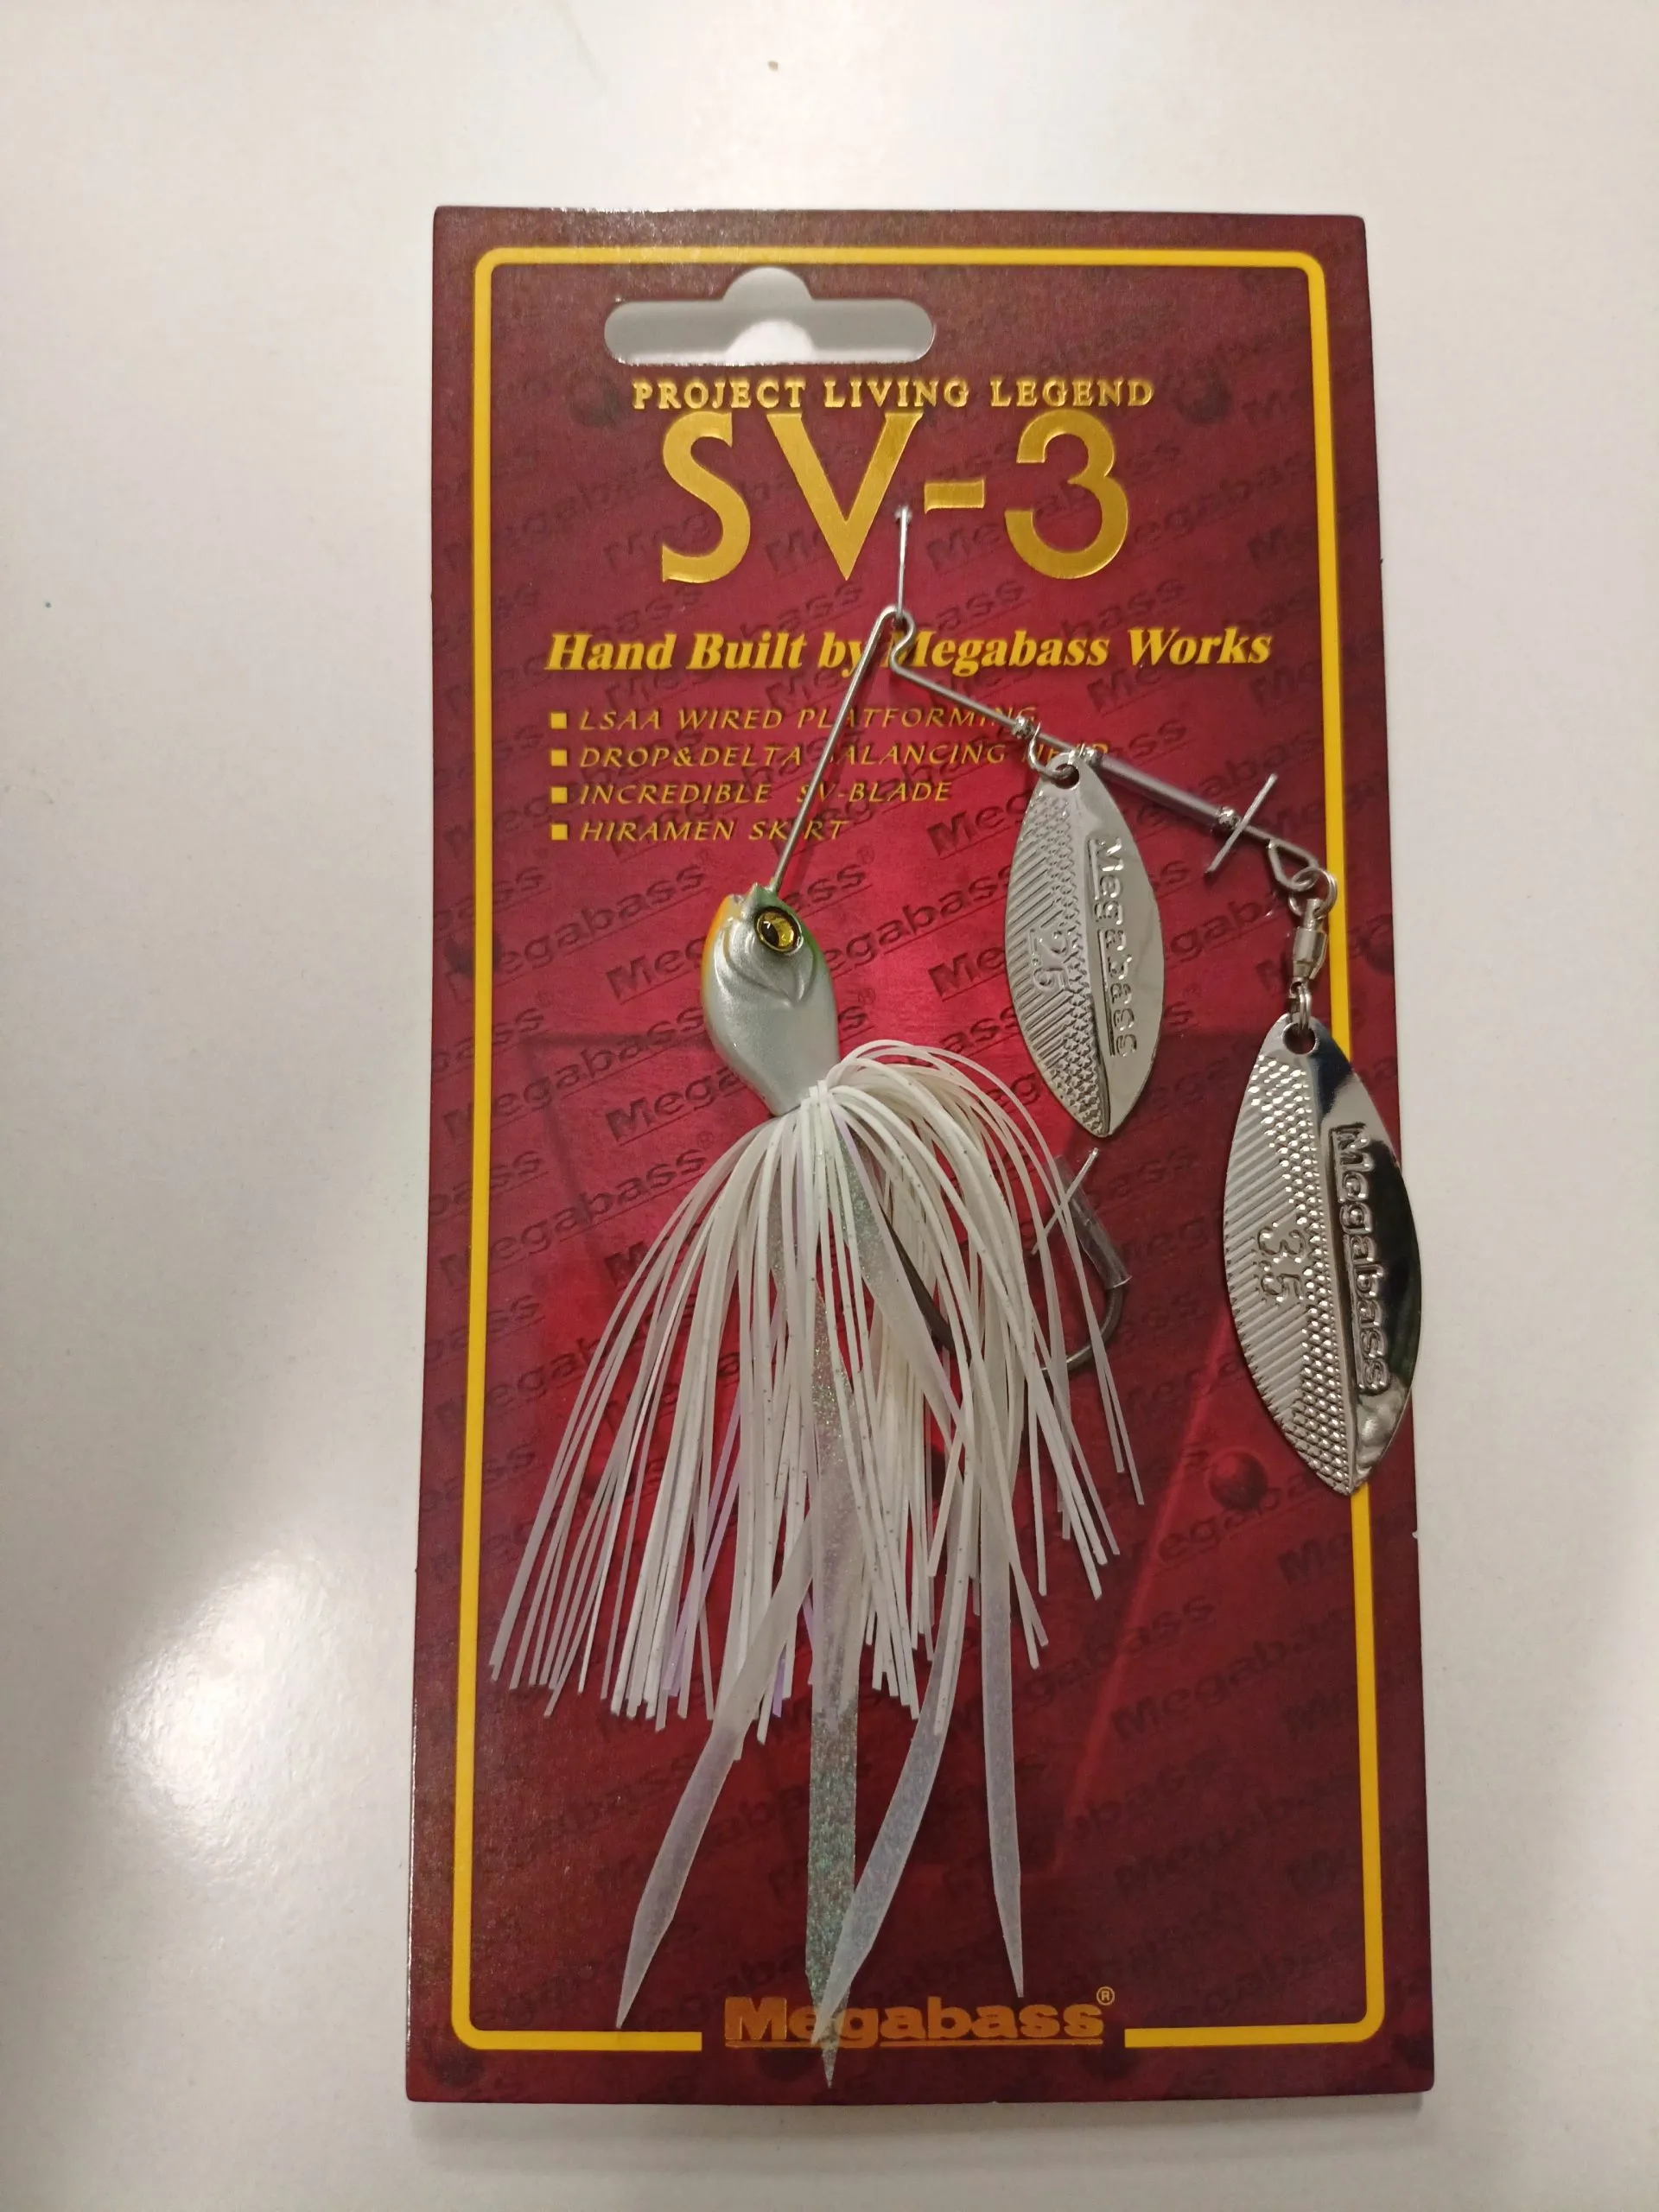 PROJECT LIVING LEGEND
SV-3
Hand Built by Megabass Works
LSAA WIRED PLATFORMING
DROP&DELTA BALANCING HEAD
INCREDIBLE SV-BLADE
HIRAMEN SKIRT
Megabass
2.5
Megabass
3.5
Megabass®